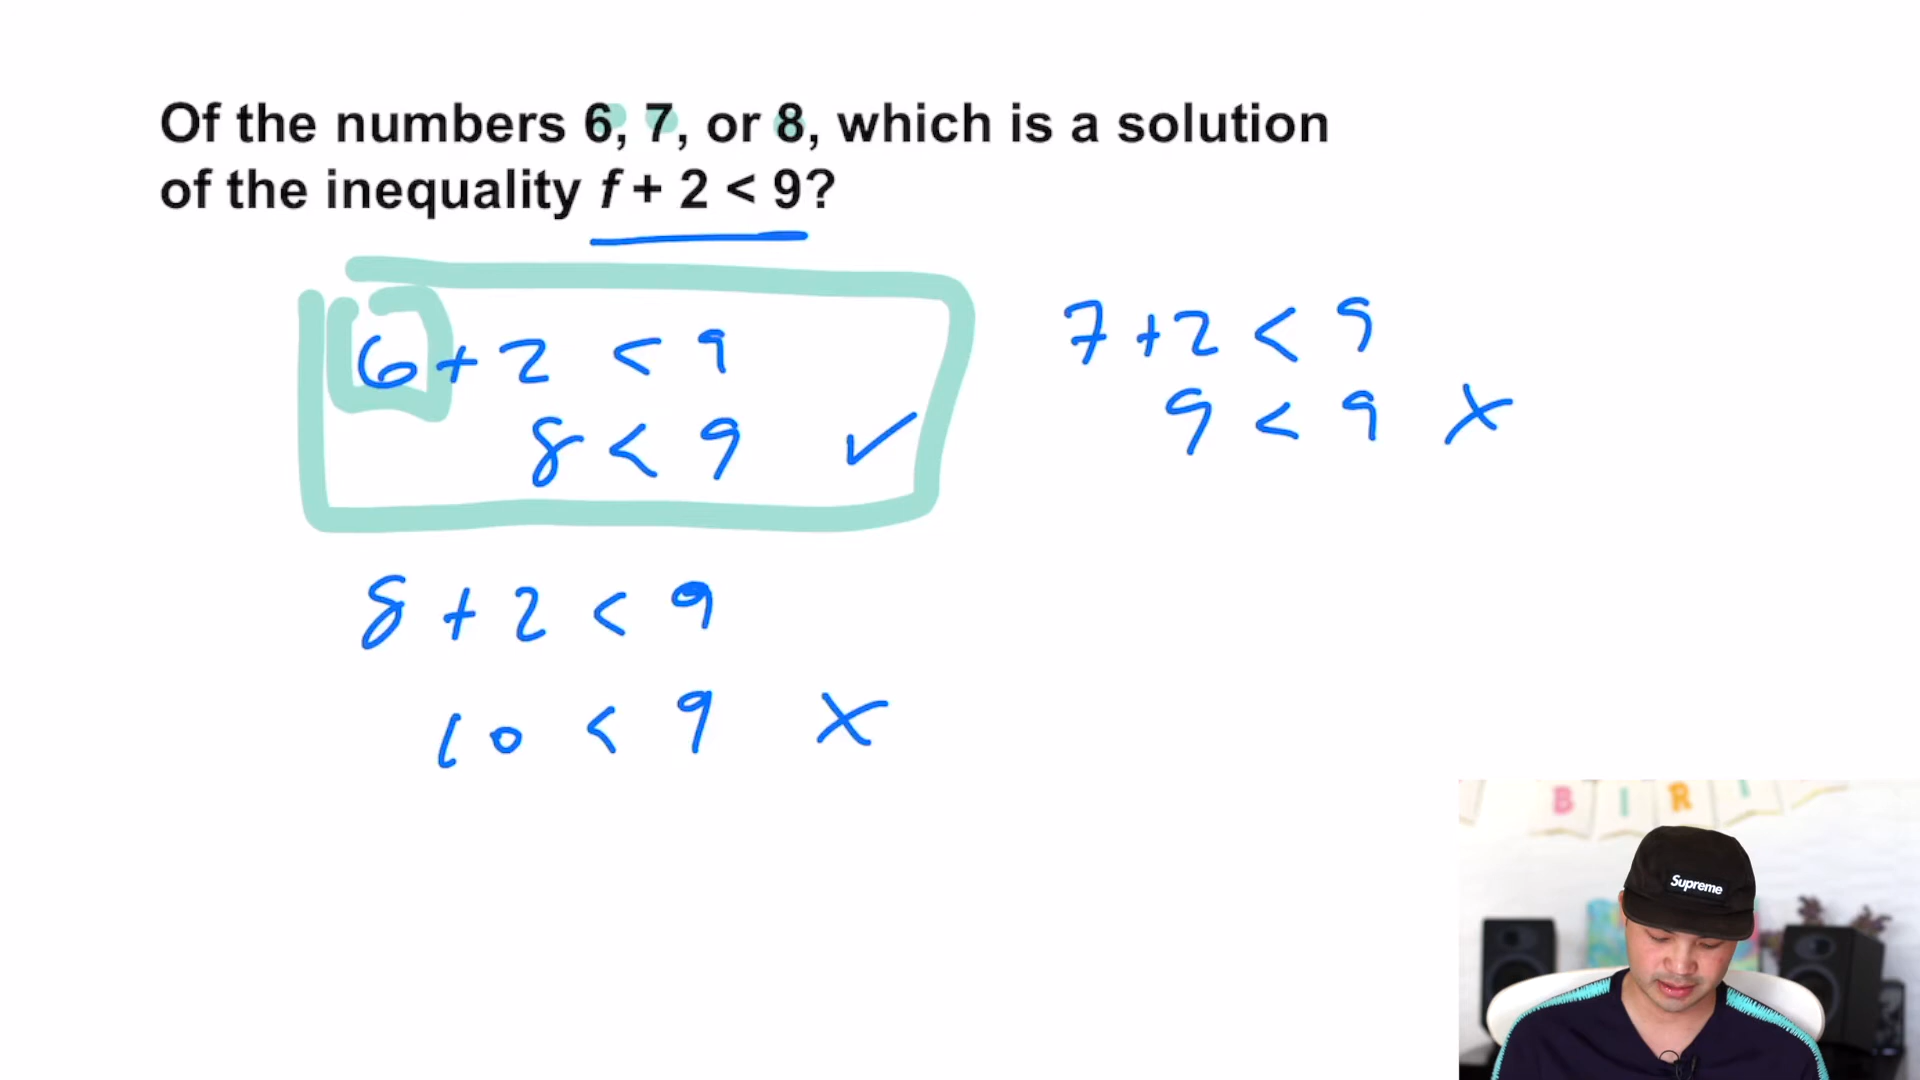 Of the numbers 6, 7, or 8, which is a solution
of the inequality f + 2 < 9?
6 + 2 < 9
8 < 9 ✓
7 + 2 < 9
9 < 9 X
8 + 2 < 9
10 < 9 X
B I R T
Supreme